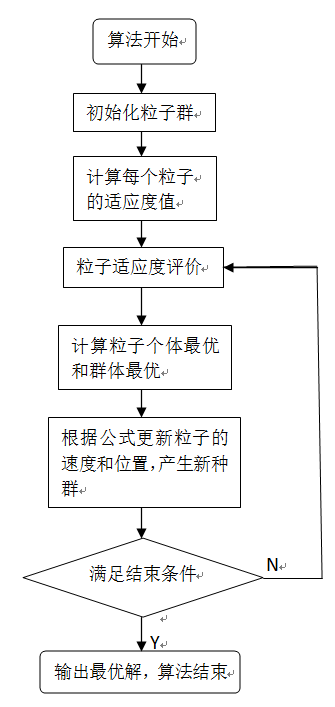 算法开始
初始化粒子群
计算每个粒子
的适应度值
粒子适应度评价
计算粒子个体最优
和群体最优
根据公式更新粒子的
速度和位置，产生新种
群
满足结束条件
N
Y
输出最优解，算法结束